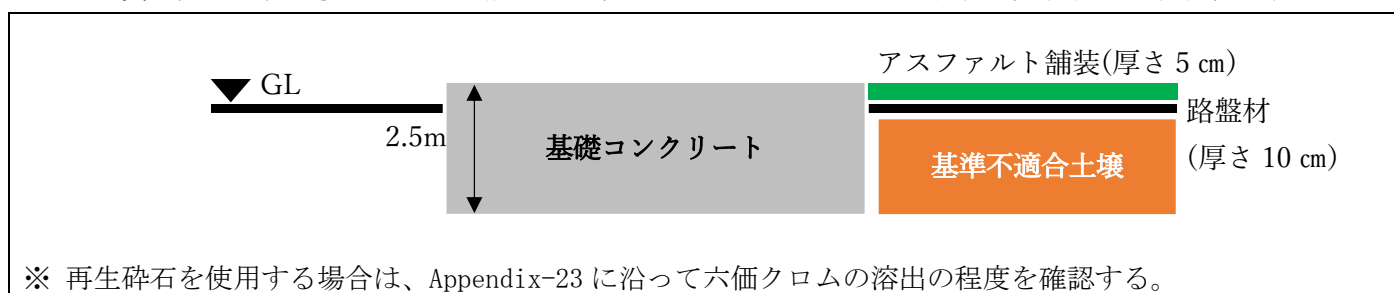 アスファルト舗装(厚さ 5 ㎝)
GL
路盤材
2.5m
基礎コンクリート
基準不適合土壌
(厚さ 10 ㎝)
※ 再生砕石を使用する場合は、Appendix-23 に沿って六価クロムの溶出の程度を確認する。